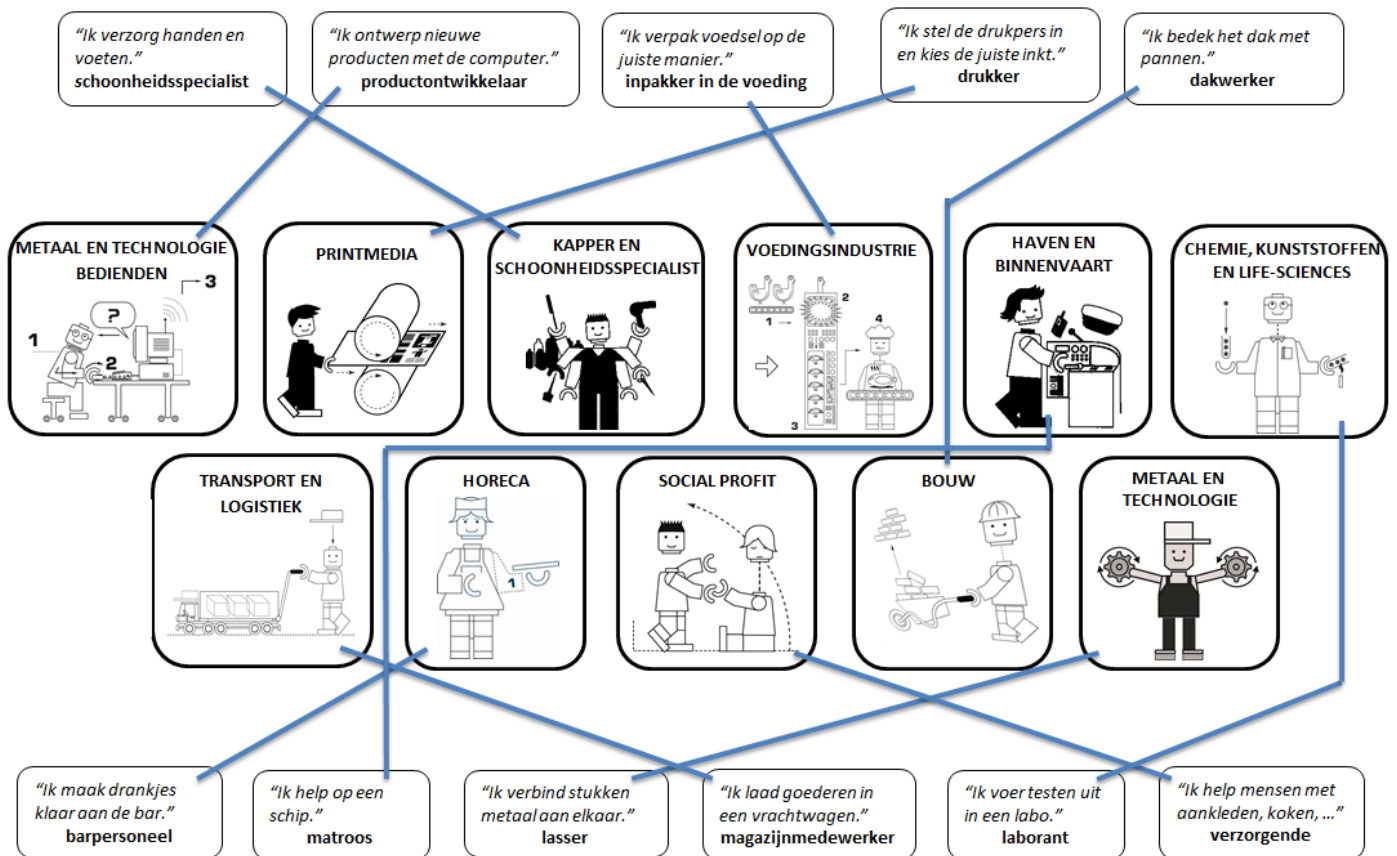 “Ik verzorg handen en
voeten.”
schoonheidsspecialist
“Ik ontwerp nieuwe
producten met de computer.”
productontwikkelaar
“Ik verpak voedsel op de
juiste manier.”
inpakker in de voeding
“Ik stel de drukpers in
en kies de juiste inkt.”
drukker
“Ik bedek het dak met
pannen.”
dakwerker
METAAL EN TECHNOLOGIE
BEDIENDEN
3
?
1
2
PRINTMEDIA
KAPPER EN
SCHOONHEIDSSPECIALIST
VOEDINGSINDUSTRIE
2
1
4
3
HAVEN EN
BINNENVAART
CHEMIE, KUNSTSTOFFEN
EN LIFE-SCIENCES
TRANSPORT EN
LOGISTIEK
HORECA
1
SOCIAL PROFIT
BOUW
METAAL EN
TECHNOLOGIE
“Ik maak drankjes
klaar aan de bar.”
barpersoneel
“Ik help op een
schip.”
matroos
“Ik verbind stukken
metaal aan elkaar.”
lasser
“Ik laad goederen in
een vrachtwagen.”
magazijnmedewerker
“Ik voer testen uit
in een labo.”
laborant
“Ik help mensen met
aankleden, koken, …”
verzorgende